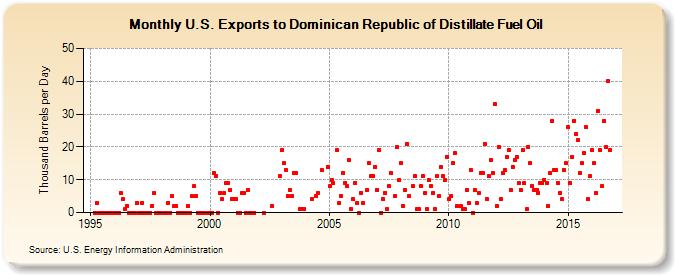 Monthly U.S. Exports to Dominican Republic of Distillate Fuel Oil
Thousand Barrels per Day
50
40
30
20
10
0
1995 2000 2005 2010 2015
Source: U.S. Energy Information Administration